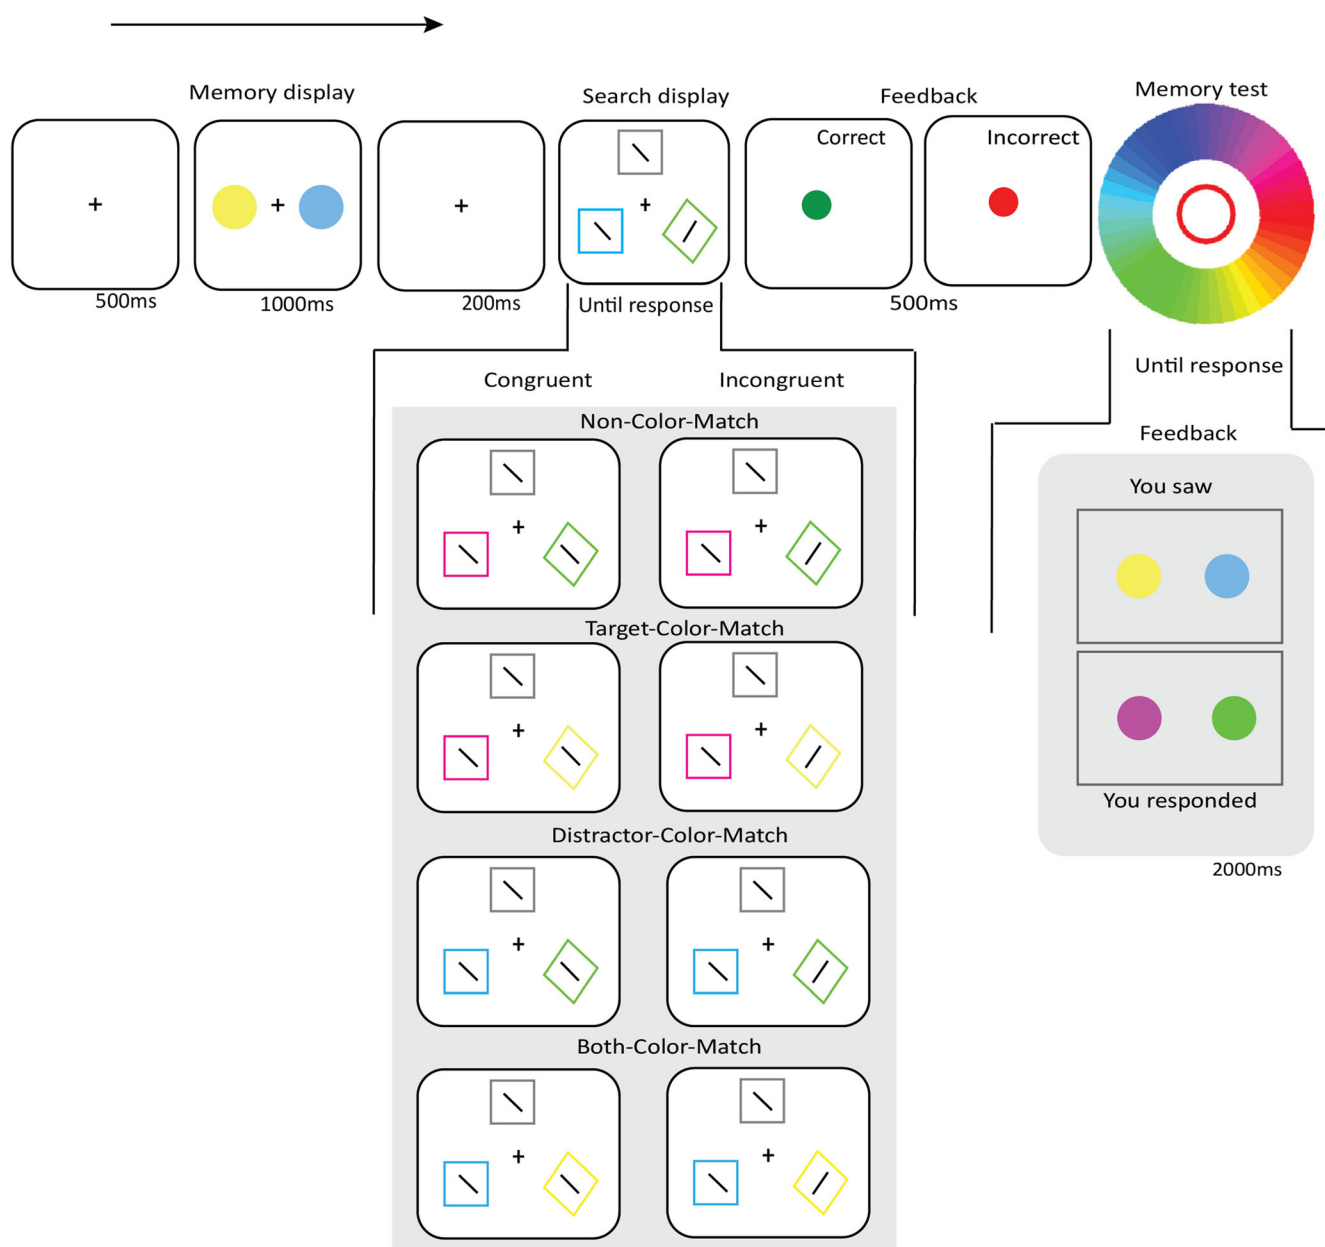 Memory display
Search display
Feedback
Memory test
Correct
Incorrect
500ms
1000ms
200ms
Until response
500ms
Until response
Congruent
Incongruent
Non-Color-Match
Target-Color-Match
Distractor-Color-Match
Both-Color-Match
Feedback
You saw
You responded
2000ms